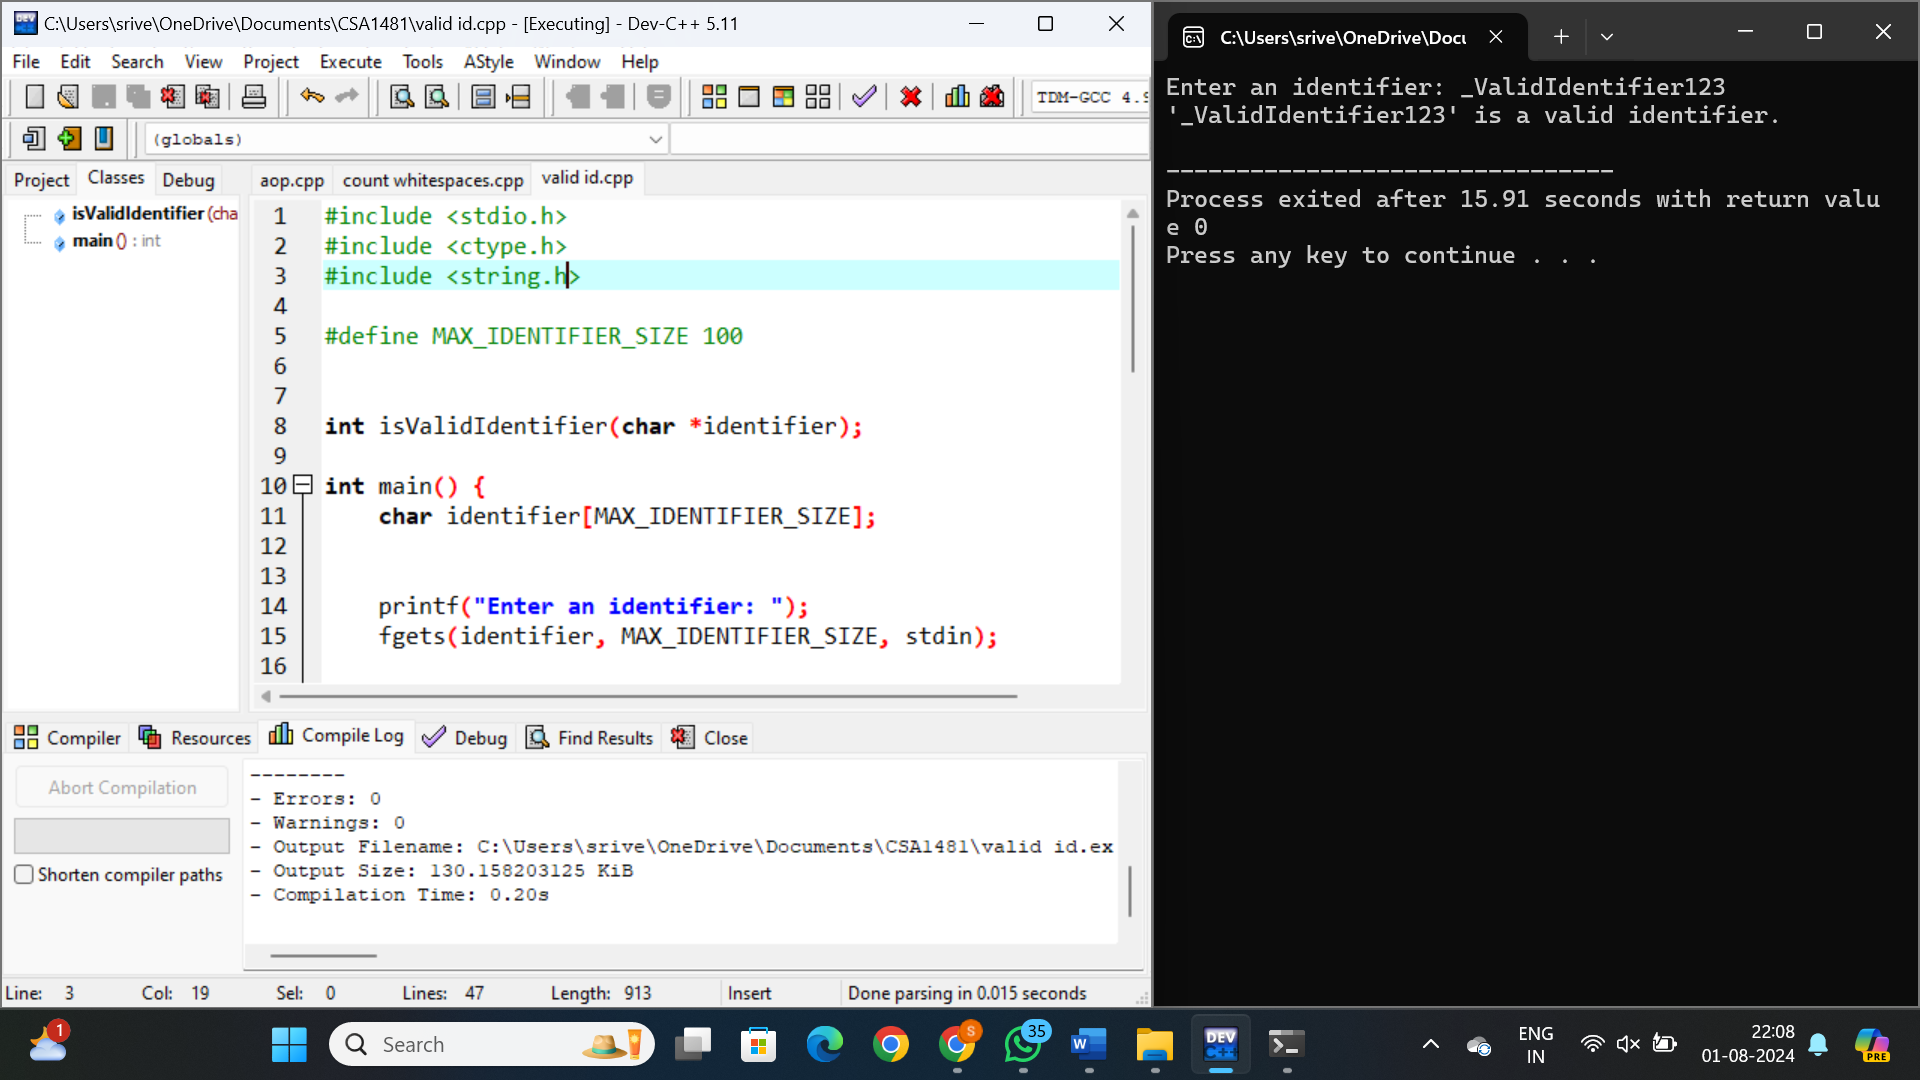 C:\Users\srive\OneDrive\Documents\CSA1481\valid id.cpp - [Executing] - Dev-C++ 5.11
File Edit Search View Project Execute Tools AStyle Window Help
TDM-GCC 4.9
(globals)
Project Classes Debug
isValidIdentifier (cha
main () : int
aop.cpp count whitespaces.cpp valid id.cpp
1 #include <stdio.h>
2 #include <ctype.h>
3 #include <string.h>
4
5 #define MAX_IDENTIFIER_SIZE 100
6
7
8 int isValidIdentifier(char *identifier);
9
10 int main() {
11 char identifier[MAX_IDENTIFIER_SIZE];
12
13
14 printf("Enter an identifier: ");
15 fgets(identifier, MAX_IDENTIFIER_SIZE, stdin);
16
Compiler Resources Compile Log Debug Find Results Close
Abort Compilation
Shorten compiler paths
--------
- Errors: 0
- Warnings: 0
- Output Filename: C:\Users\srive\OneDrive\Documents\CSA1481\valid id.ex
- Output Size: 130.158203125 KiB
- Compilation Time: 0.20s
Line: 3 Col: 19 Sel: 0 Lines: 47 Length: 913 Insert Done parsing in 0.015 seconds
C:\Users\srive\OneDrive\Docu
Enter an identifier: _ValidIdentifier123
'_ValidIdentifier123' is a valid identifier.
--------------------------------
Process exited after 15.91 seconds with return valu
e 0
Press any key to continue . . .
1
Search
S
35
W
DEV
C++
ENG
IN
22:08
01-08-2024
PRE